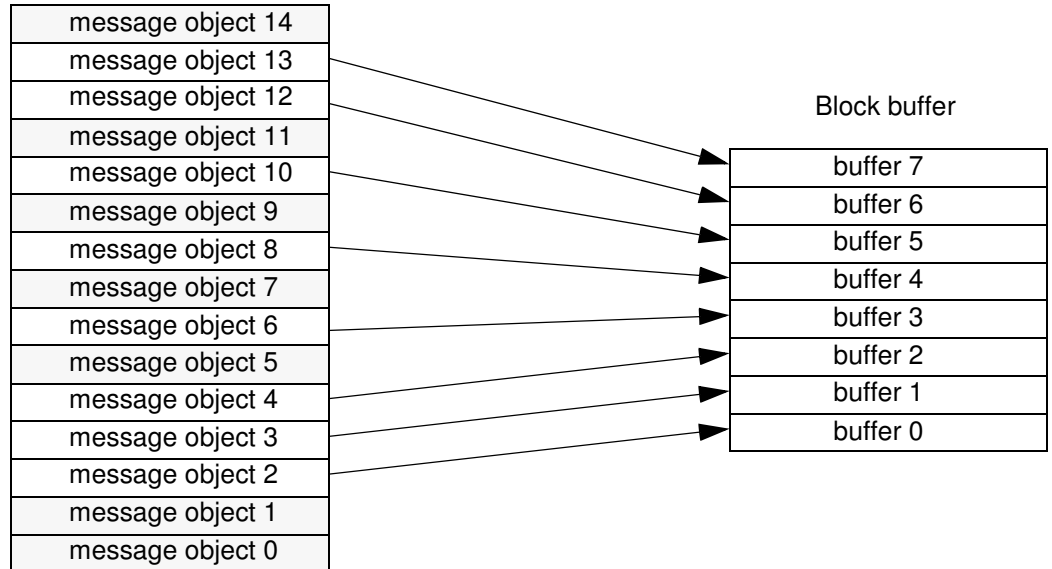 message object 14
message object 13
message object 12
message object 11
message object 10
message object 9
message object 8
message object 7
message object 6
message object 5
message object 4
message object 3
message object 2
message object 1
message object 0
Block buffer
buffer 7
buffer 6
buffer 5
buffer 4
buffer 3
buffer 2
buffer 1
buffer 0